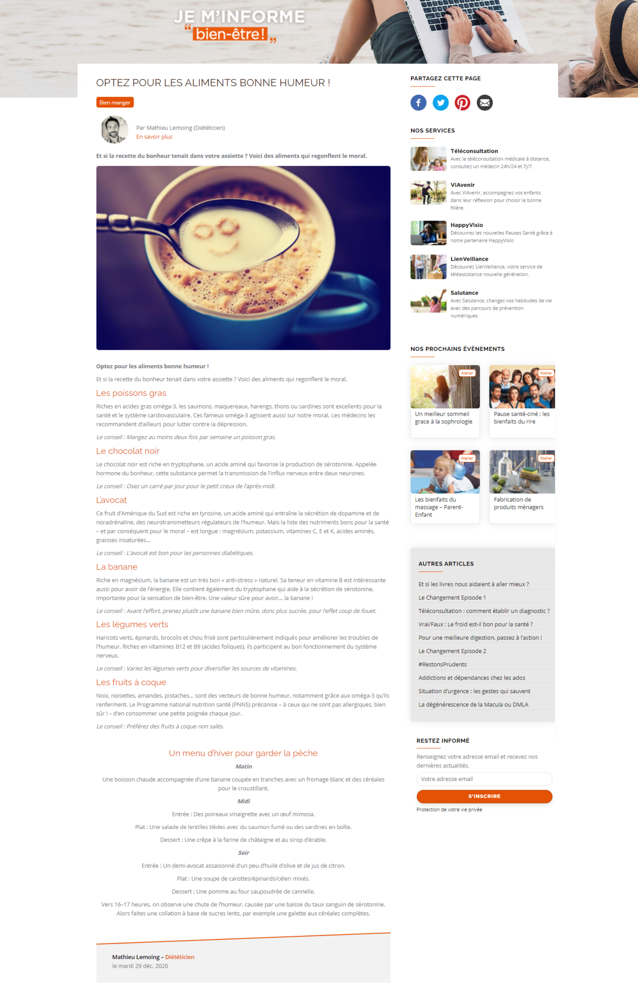 JE M'INFORME
“ bien-être! „
OPTEZ POUR LES ALIMENTS BONNE HUMEUR !
Bien manger
Par Mathieu Lemoing (Diététicien)
En savoir plus
Et si la recette du bonheur tenait dans votre assiette ? Voici des aliments qui regonflent le moral.
Optez pour les aliments bonne humeur !
Et si la recette du bonheur tenait dans votre assiette ? Voici des aliments qui regonflent le moral.
Les poissons gras
Riches en acides gras oméga-3, les saumons, maquereaux, harengs, thons ou sardines sont excellents pour la
santé et le système cardiovasculaire. Ces fameux oméga-3 agissent aussi sur notre moral. Les médecins les
recommandent d'ailleurs pour lutter contre la dépression.
Le conseil : Mangez au moins deux fois par semaine un poisson gras.
Le chocolat noir
Le chocolat noir est riche en tryptophane, un acide aminé qui favorise la production de sérotonine. Appelée
hormone du bonheur, cette substance permet la transmission de l'influx nerveux entre deux neurones.
Le conseil : Osez un carré par jour pour le petit creux de l'après-midi.
L'avocat
Ce fruit d'Amérique du Sud est riche en tyrosine, un acide aminé qui entraîne la sécrétion de dopamine et de
noradrénaline, des neurotransmetteurs régulateurs de l'humeur. Mais la liste des nutriments bons pour la santé
– et par conséquent pour le moral – est longue : magnésium, potassium, vitamines C, E et K, acides aminés,
graisses insaturées...
Le conseil : L'avocat est bon pour les personnes diabétiques.
La banane
Riche en magnésium, la banane est un très bon « anti-stress » naturel. Sa teneur en vitamine B est intéressante
aussi pour avoir de l'énergie. Elle contient également du tryptophane qui aide à la sécrétion de sérotonine,
importante pour la sensation de bien-être. Une valeur sûre pour avoir... la banane !
Le conseil : Avant l'effort, prenez plutôt une banane bien mûre, donc plus sucrée, pour l'effet coup de fouet.
Les légumes verts
Haricots verts, épinards, brocolis et chou frisé sont particulièrement indiqués pour améliorer les troubles de
l'humeur. Riches en vitamines B12 et B9 (acides foliques), ils participent au bon fonctionnement du système
nerveux.
Le conseil : Variez les légumes verts pour diversifier les sources de vitamines.
Les fruits à coque
Noix, noisettes, amandes, pistaches... sont des vecteurs de bonne humeur, notamment grâce aux oméga-3 qu'ils
renferment. Le Programme national nutrition santé (PNNS) préconise – à ceux qui ne sont pas allergiques, bien
sûr ! – d'en consommer une petite poignée chaque jour.
Le conseil : Préférez des fruits à coque non salés.
Un menu d'hiver pour garder la pêche
Matin
Une boisson chaude accompagnée d'une banane coupée en tranches avec un fromage blanc et des céréales
pour le croustillant.
Midi
Entrée : Des poireaux vinaigrette avec un œuf mimosa.
Plat : Une salade de lentilles tièdes avec du saumon fumé ou des sardines en boîte.
Dessert : Une crêpe à la farine de châtaigne et au sirop d'érable.
Soir
Entrée : Un demi-avocat assaisonné d'un peu d'huile d'olive et de jus de citron.
Plat : Une soupe de carottes/épinards/céleri mixés.
Dessert : Une pomme au four saupoudrée de cannelle.
Vers 16–17 heures, on observe une chute de l'humeur, causée par une baisse du taux sanguin de sérotonine.
Alors faites une collation à base de sucres lents, par exemple une galette aux céréales complètes.
Mathieu Lemoing – Diététicien
le mardi 29 déc. 2020
PARTAGEZ CETTE PAGE
NOS SERVICES
Téléconsultation
Avec la téléconsultation médicale à distance,
consultez un médecin 24h/24 et 7j/7.
ViAvenir
Avec ViAvenir, accompagnez vos enfants
dans leur réflexion pour choisir la bonne
filière.
HappyVisio
Découvrez les nouvelles Pauses Santé grâce à
notre partenaire HappyVisio
LienVeillance
Découvrez LienVeillance, votre service de
téléassistance nouvelle génération.
Salutance
Avec Salutance, changez vos habitudes de vie
avec des parcours de prévention
numériques.
NOS PROCHAINS ÉVÈNEMENTS
Atelier
Un meilleur sommeil
grace à la sophrologie
Atelier
Pause santé-ciné : les
bienfaits du rire
Atelier
Les bienfaits du
massage – Parent-
Enfant
Atelier
Fabrication de
produits ménagers
AUTRES ARTICLES
Et si les livres nous aidaient à aller mieux ?
Le Changement Episode 1
Téléconsultation : comment établir un diagnostic ?
Vrai/Faux : Le froid est-il bon pour la santé ?
Pour une meilleure digestion, passez à l'action !
Le Changement Episode 2
#RestonsPrudents
Addictions et dépendances chez les ados
Situation d'urgence : les gestes qui sauvent
La dégénérescence de la Macula ou DMLA
RESTEZ INFORMÉ
Renseignez votre adresse email et recevez nos
dernières actualités.
Votre adresse email
S'INSCRIRE
Protection de votre vie privée